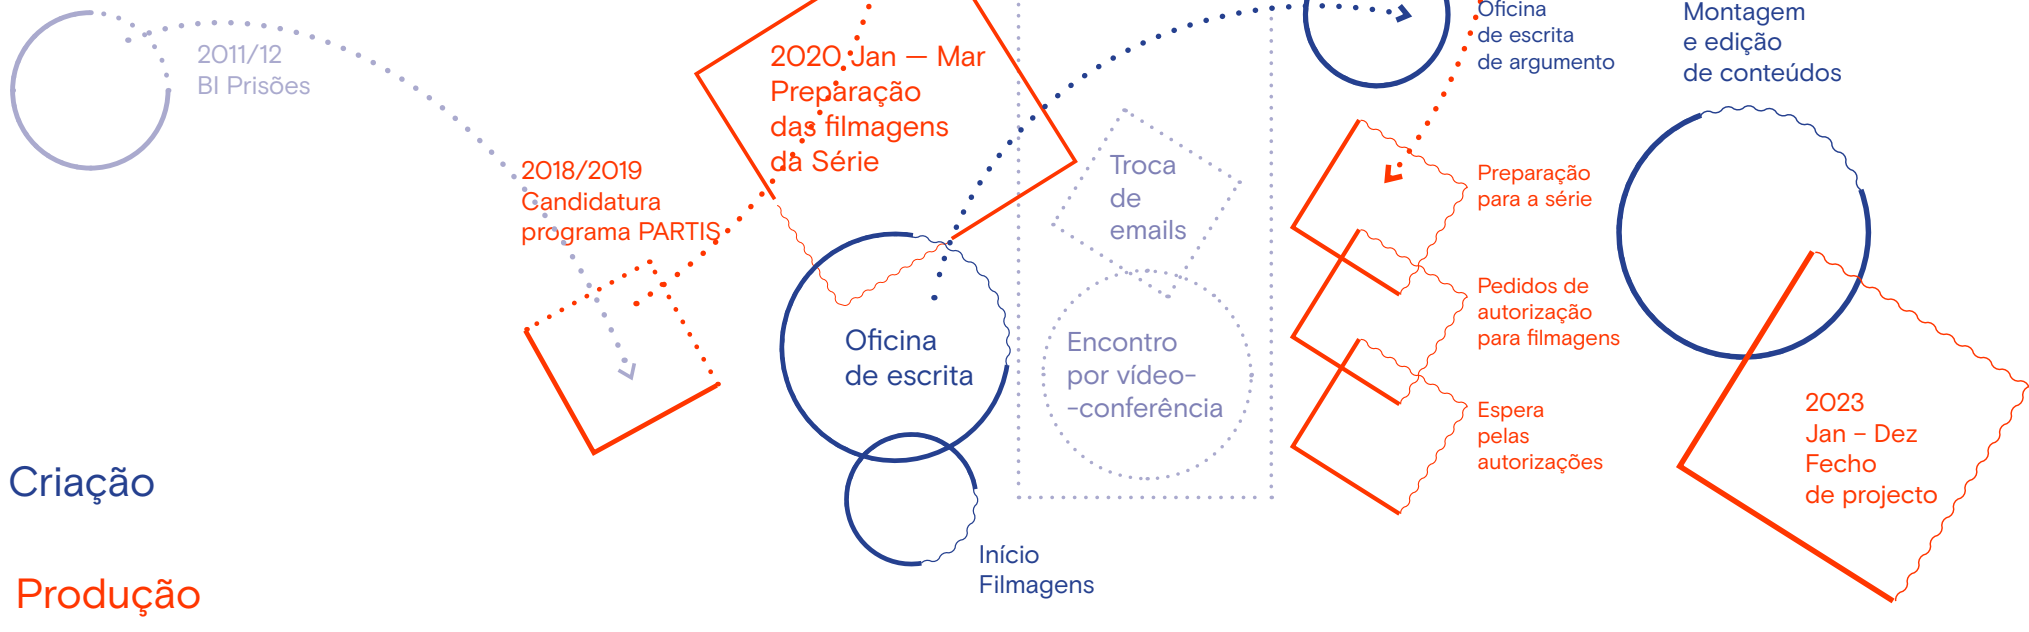 2011/12
BI Prisões
2018/2019
Candidatura
programa PARTIS
2020 Jan — Mar
Preparação
das filmagens
da Série
Oficina
de escrita
Início
Filmagens
Troca
de
emails
Encontro
por vídeo-
-conferência
Oficina
de escrita
de argumento
Preparação
para a série
Pedidos de
autorização
para filmagens
Espera
pelas
autorizações
Montagem
e edição
de conteúdos
2023
Jan – Dez
Fecho
de projecto
Criação
Produção